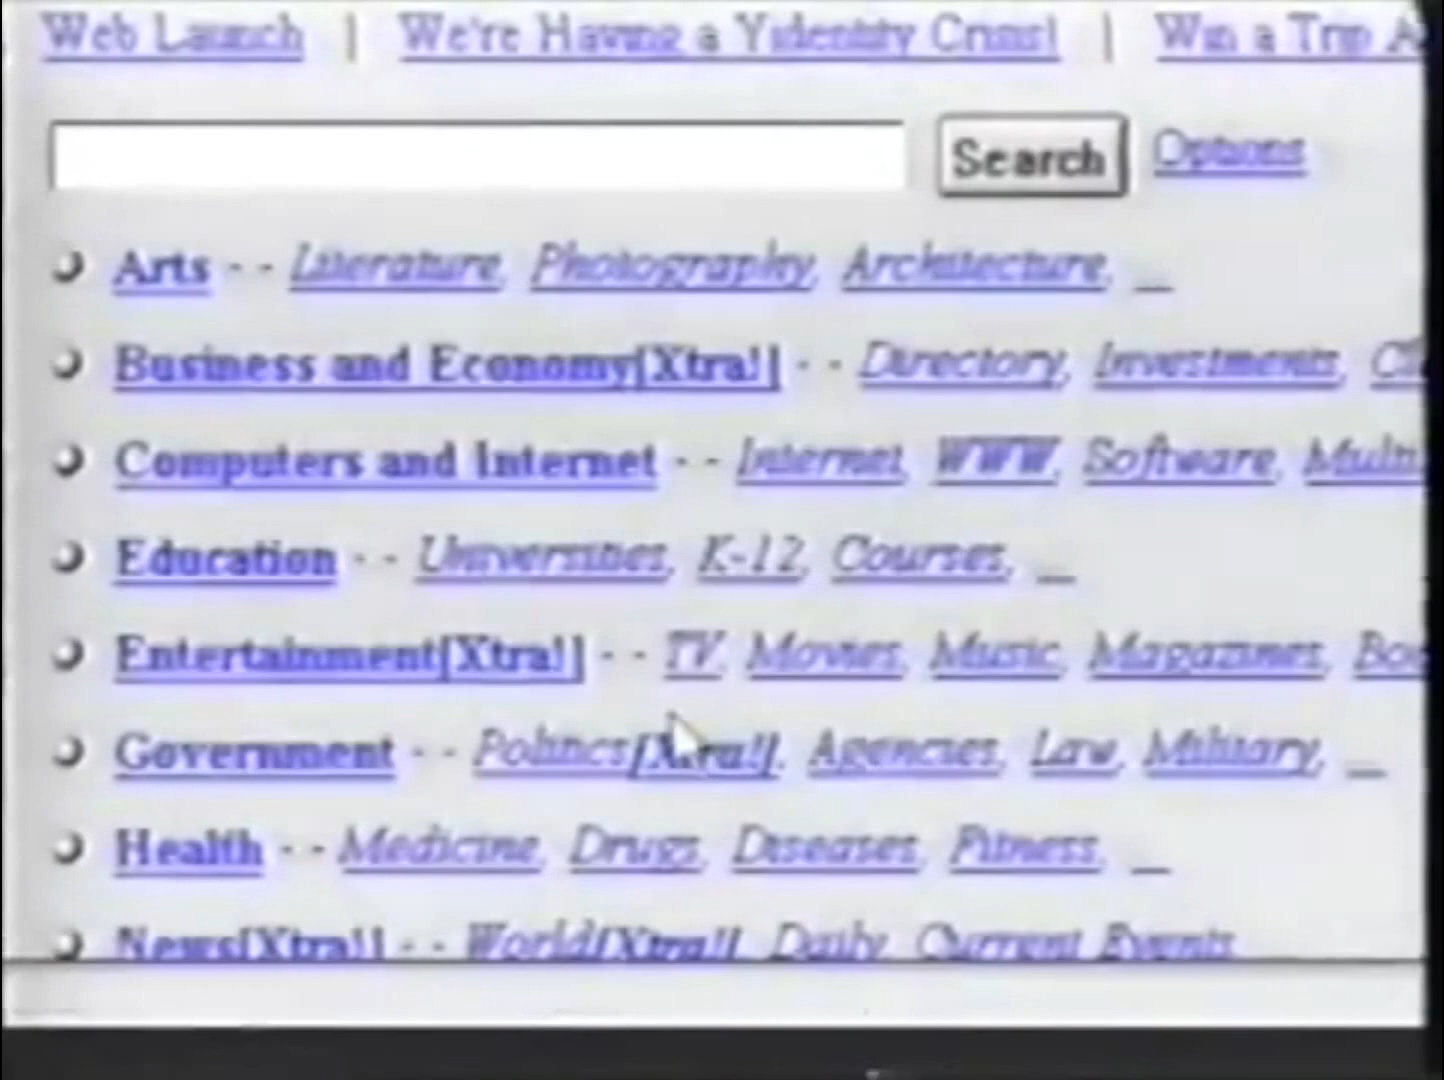 Web Launch | We're Having a Yidentity Crisis! | Win a Trip
Search Options
Arts - - Literature, Photography, Architecture, ...
Business and Economy[Xtra!] - - Directory, Investments,
Computers and Internet - - Internet, WWW, Software, Multi
Education - - Universities, K-12, Courses, ...
Entertainment[Xtra!] - - TV, Movies, Music, Magazines,
Government - - Politics[Xtra!], Agencies, Law, Military, ...
Health - - Medicine, Drugs, Diseases, Fitness, ...
News[Xtra!] - - World[Xtra!], Daily, Current Events